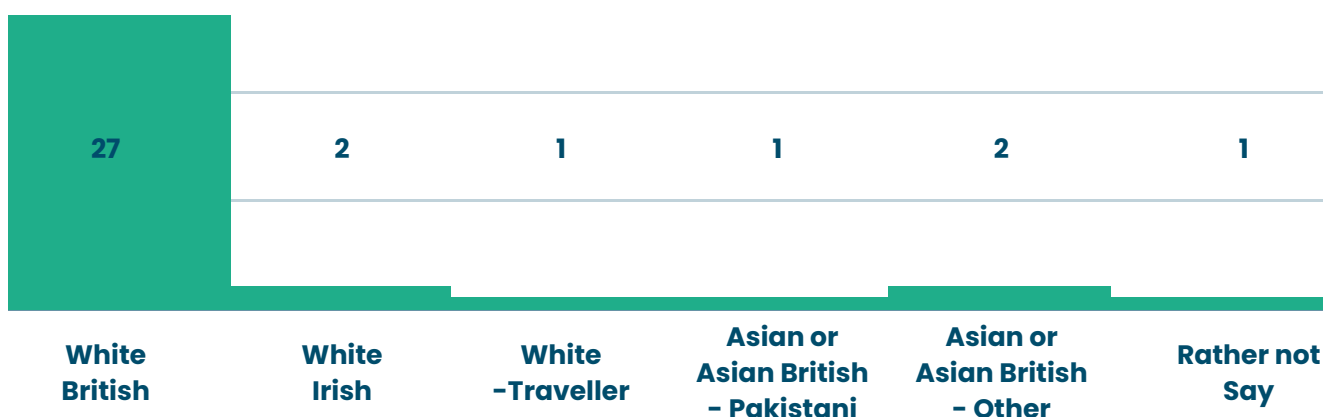 27 2 1 1 2 1
White British
White Irish
White -Traveller
Asian or Asian British - Pakistani
Asian or Asian British - Other
Rather not Say